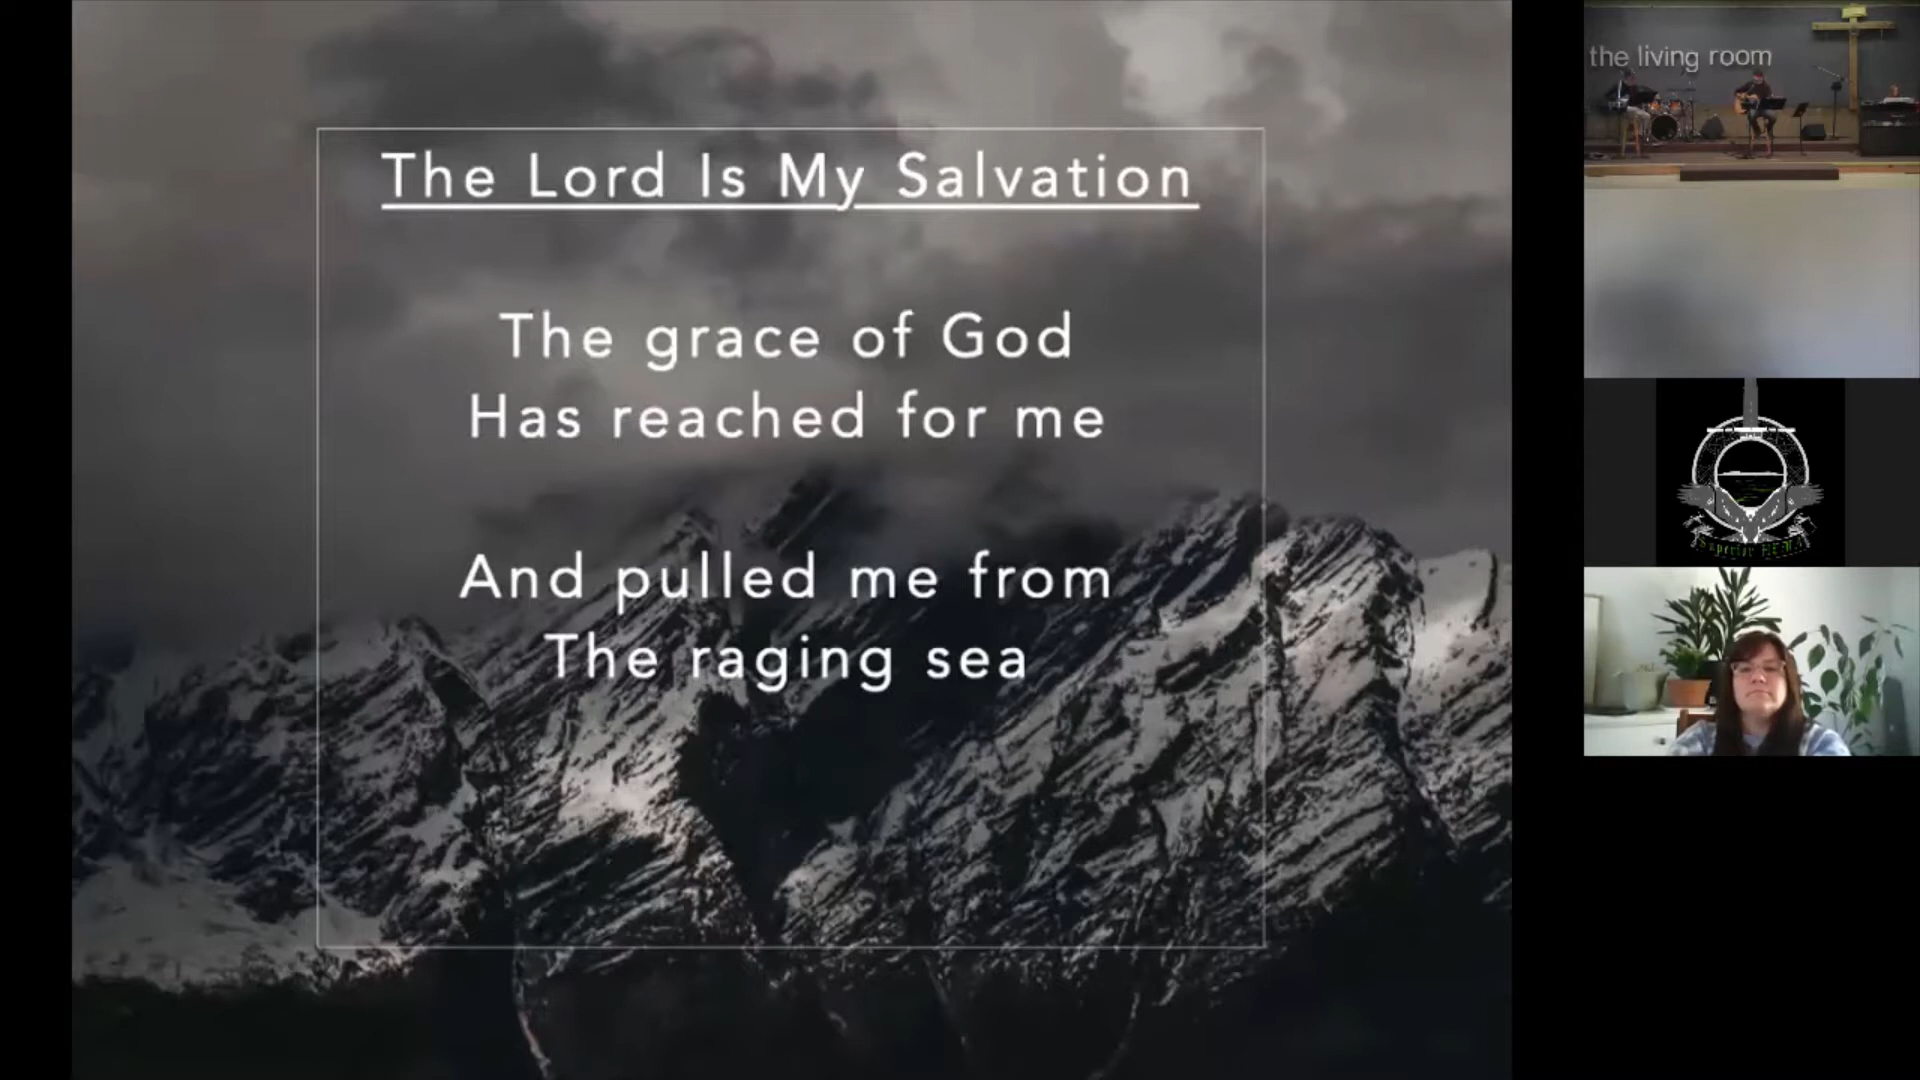 The Lord Is My Salvation
The grace of God
Has reached for me
And pulled me from
The raging sea
the living room
Superior